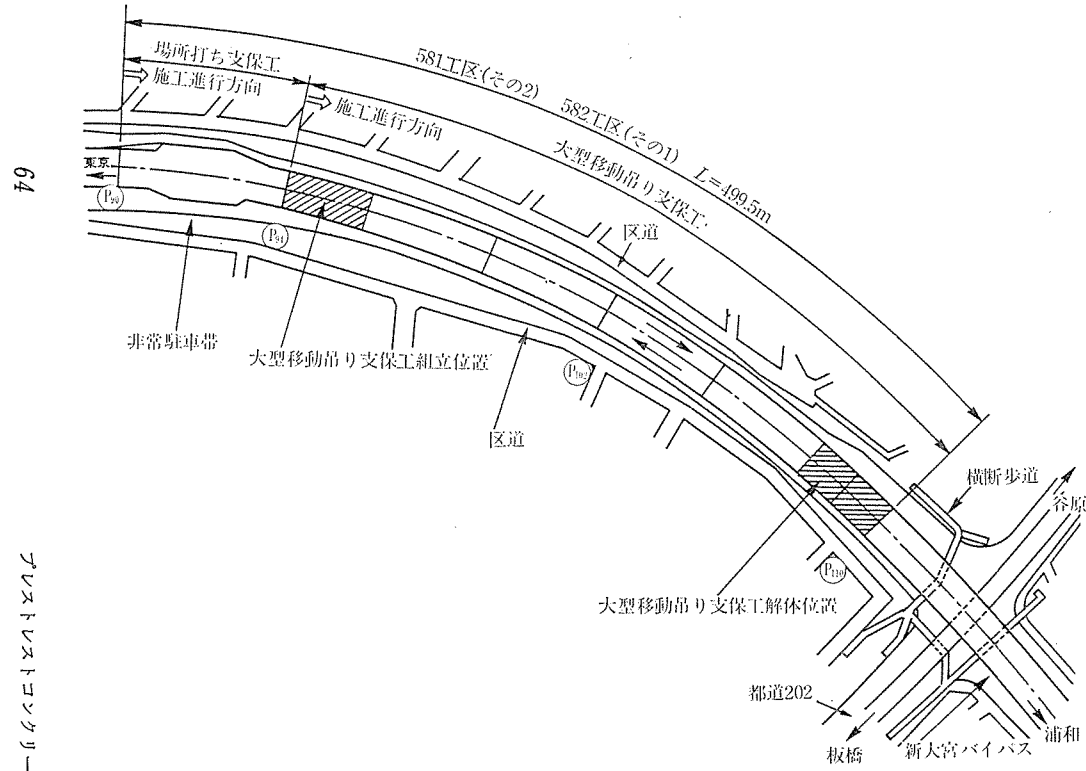 581工区(その2) 582工区(その1) L=499.5m
場所打ち支保工
施工進行方向
施工進行方向
大型移動吊り支保工
区道
東京
P90
P94
非常駐車帯
大型移動吊り支保工組立位置
P102
区道
横断歩道
谷原
P110
大型移動吊り支保工解体位置
都道202
板橋
新大宮バイパス
浦和
64
プレストレストコンクリー